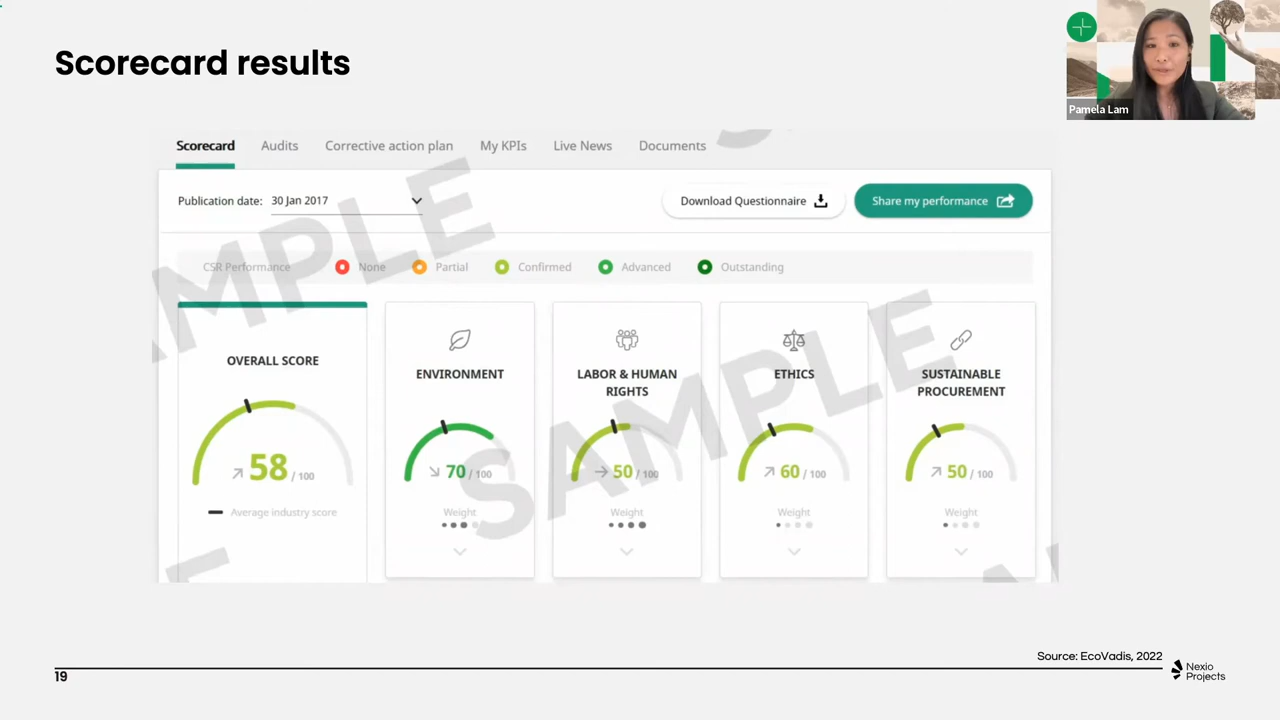 Scorecard results
Pamela Lam
Scorecard Audits Corrective action plan My KPIs Live News Documents
Publication date: 30 Jan 2017
Download Questionnaire
Share my performance
CSR Performance None Partial Confirmed Advanced Outstanding
OVERALL SCORE
58 / 100
Average industry score
ENVIRONMENT
70 / 100
Weight
LABOR & HUMAN
RIGHTS
50 / 100
Weight
ETHICS
60 / 100
Weight
SUSTAINABLE
PROCUREMENT
50 / 100
Weight
SAMPLE
Source: EcoVadis, 2022
19
Nexio
Projects